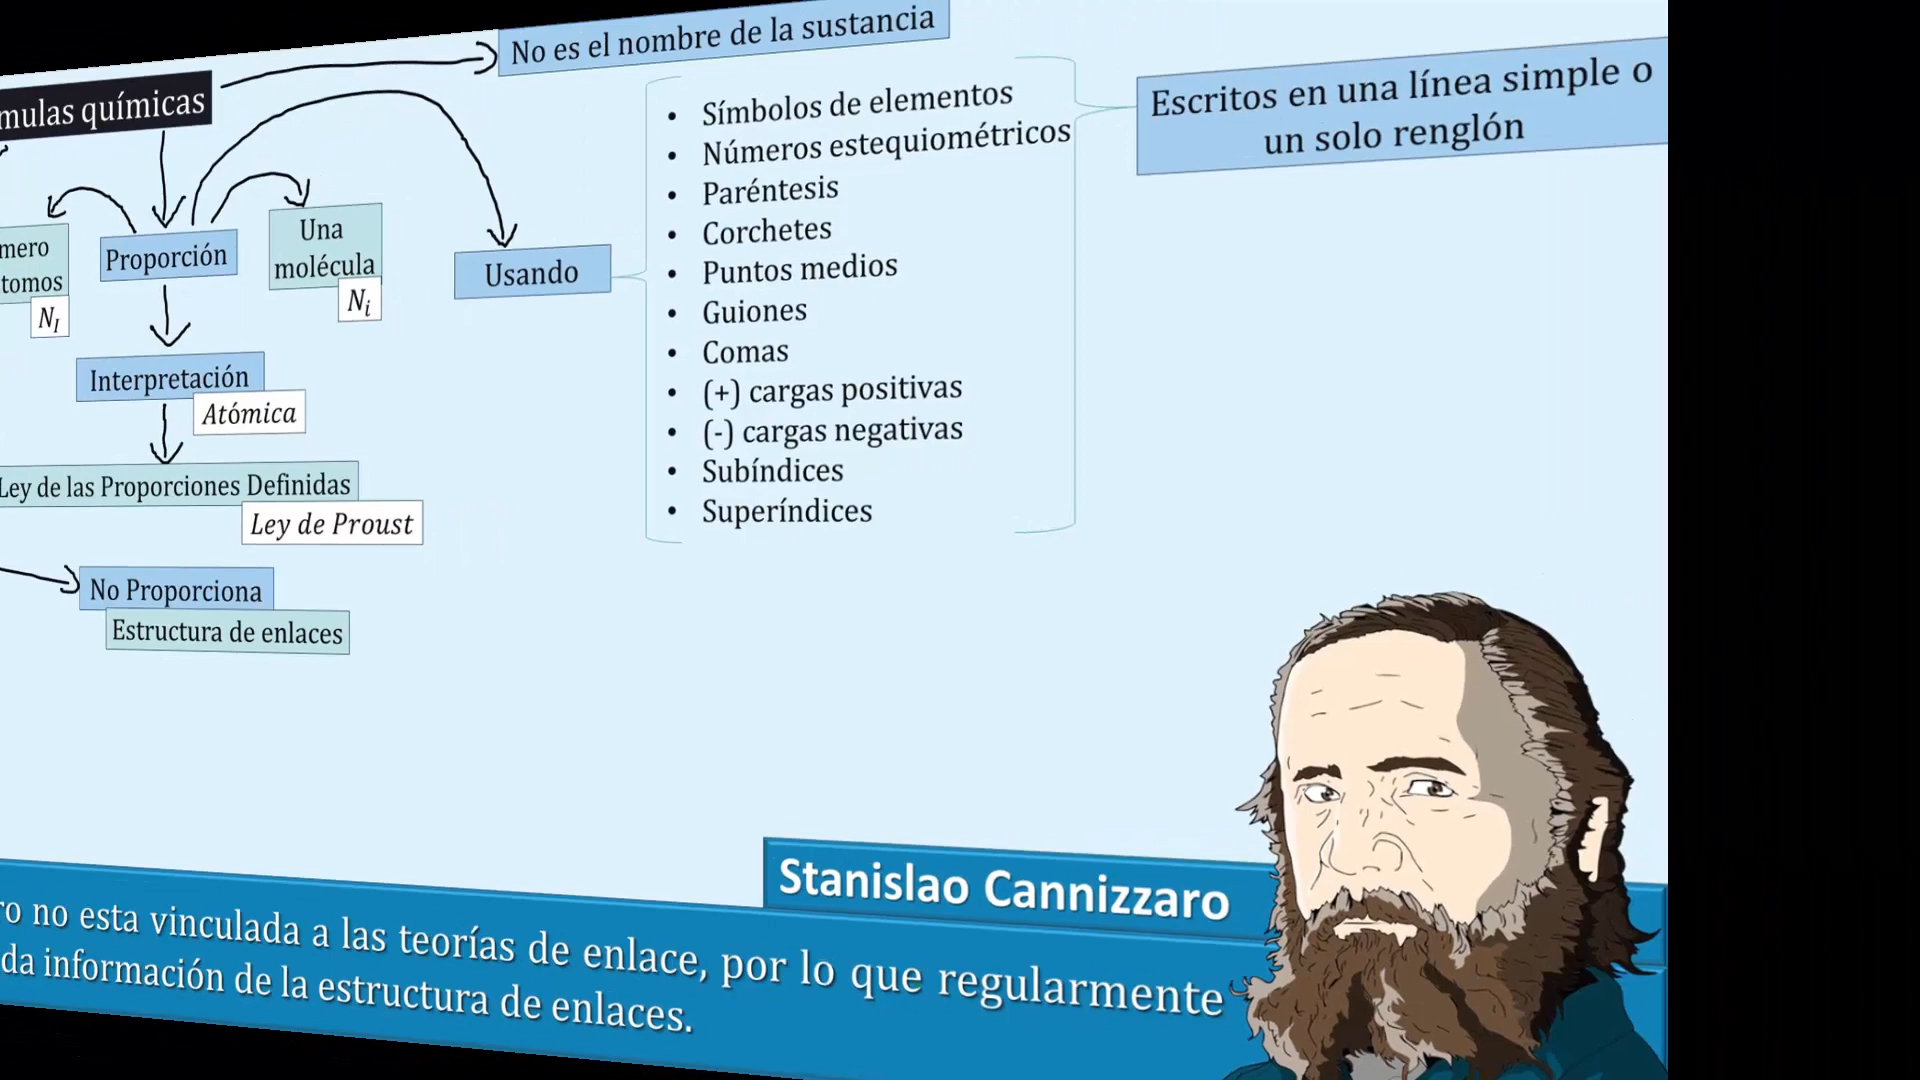 No es el nombre de la sustancia
mulas químicas
Escritos en una línea simple o
un solo renglón
• Símbolos de elementos
• Números estequiométricos
• Paréntesis
• Corchetes
• Puntos medios
• Guiones
• Comas
• (+) cargas positivas
• (-) cargas negativas
• Subíndices
• Superíndices
Usando
mero
tomos
N_I
Proporción
Una
molécula
N_i
Interpretación
Atómica
Ley de las Proporciones Definidas
Ley de Proust
No Proporciona
Estructura de enlaces
Stanislao Cannizzaro
ro no esta vinculada a las teorías de enlace, por lo que regularmente
da información de la estructura de enlaces.